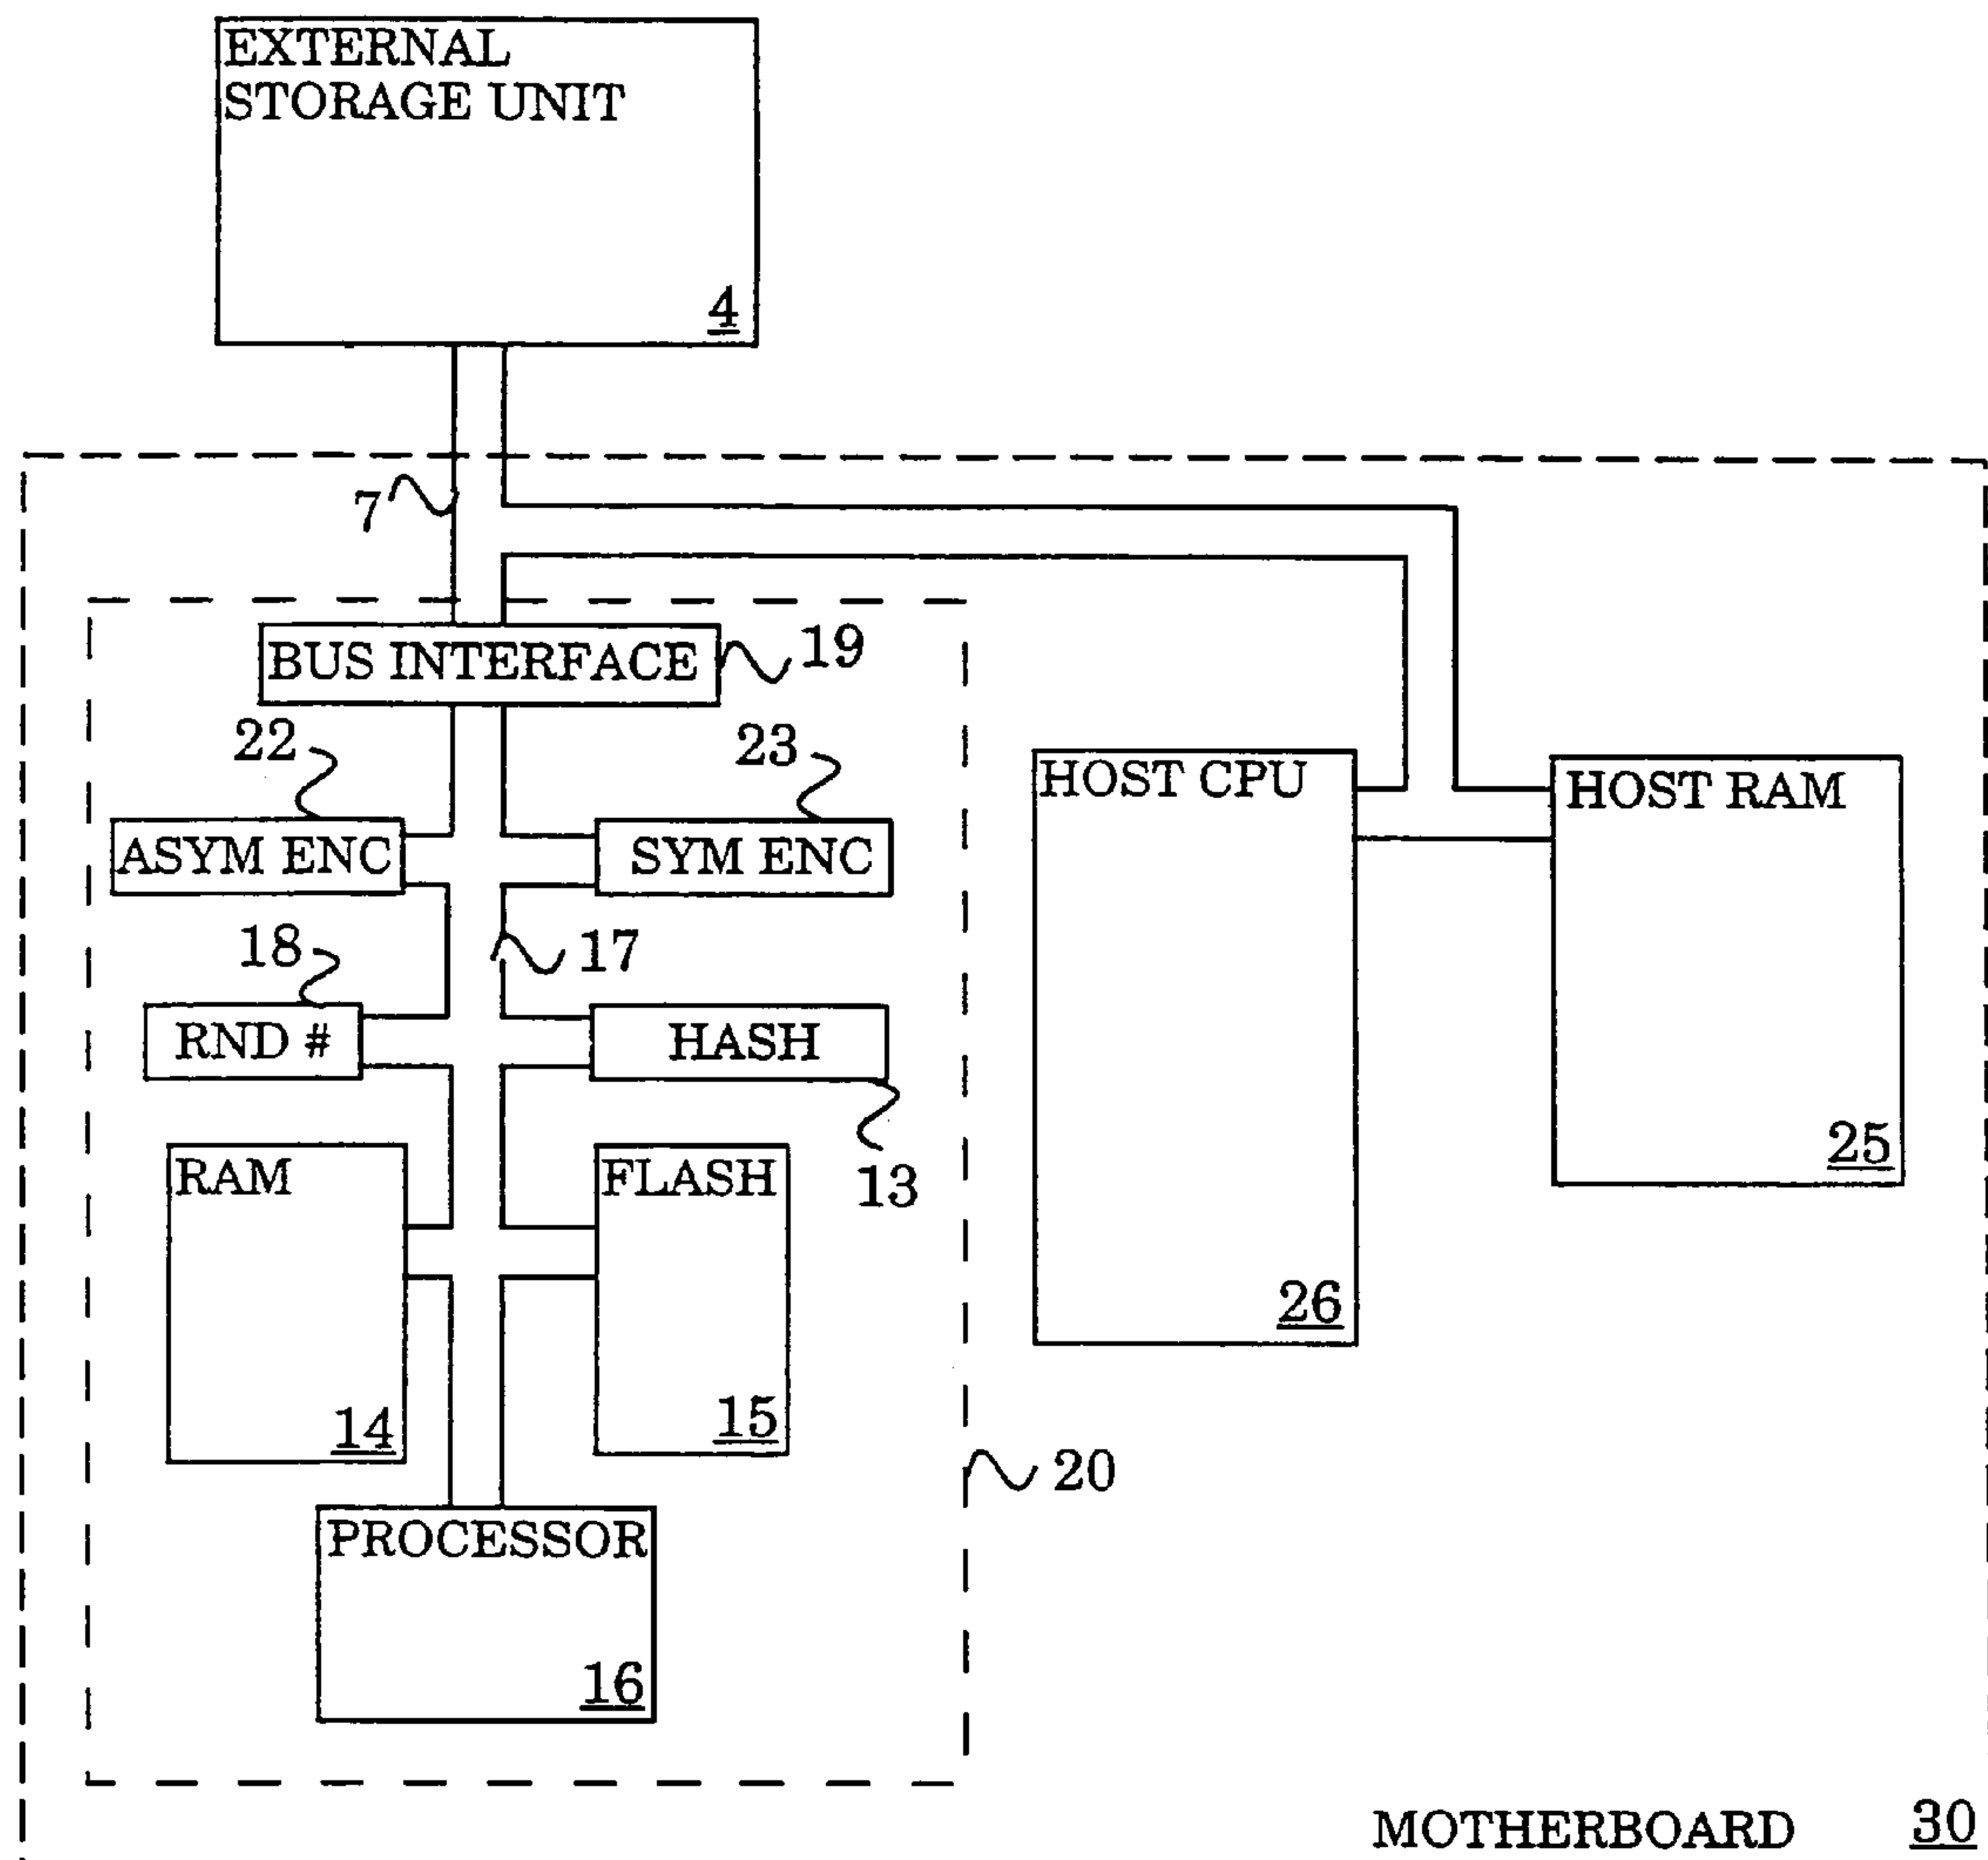 EXTERNAL
STORAGE UNIT
4
7
BUS INTERFACE
19
22
23
ASYM ENC
SYM ENC
HOST CPU
HOST RAM
18
17
RND #
HASH
13
25
RAM
FLASH
26
14
15
20
PROCESSOR
16
MOTHERBOARD 30